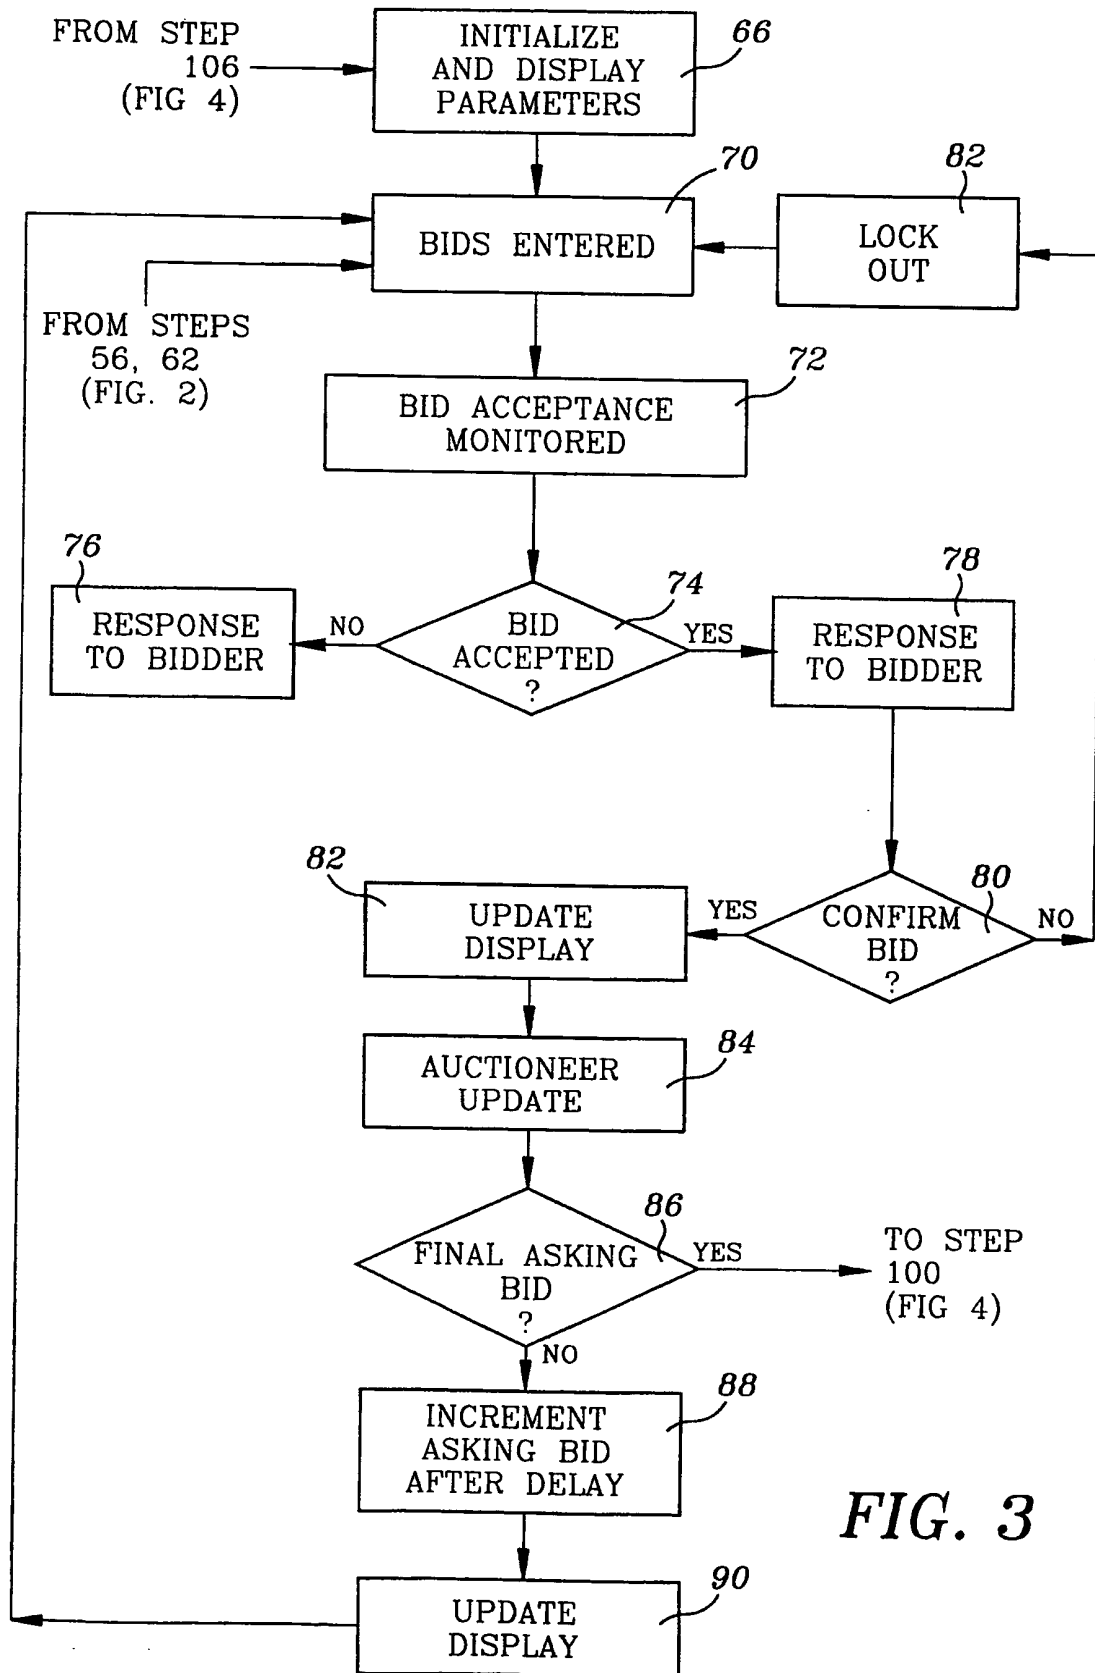 FROM STEP
106
(FIG 4)
INITIALIZE
AND DISPLAY
PARAMETERS
66
70
BIDS ENTERED
82
LOCK
OUT
FROM STEPS
56, 62
(FIG. 2)
72
BID ACCEPTANCE
MONITORED
76
RESPONSE
TO BIDDER
NO
74
BID
ACCEPTED
?
YES
78
RESPONSE
TO BIDDER
82
UPDATE
DISPLAY
YES
80
CONFIRM
BID
?
NO
84
AUCTIONEER
UPDATE
86
FINAL ASKING
BID
?
YES
TO STEP
100
(FIG 4)
NO
88
INCREMENT
ASKING BID
AFTER DELAY
FIG. 3
90
UPDATE
DISPLAY